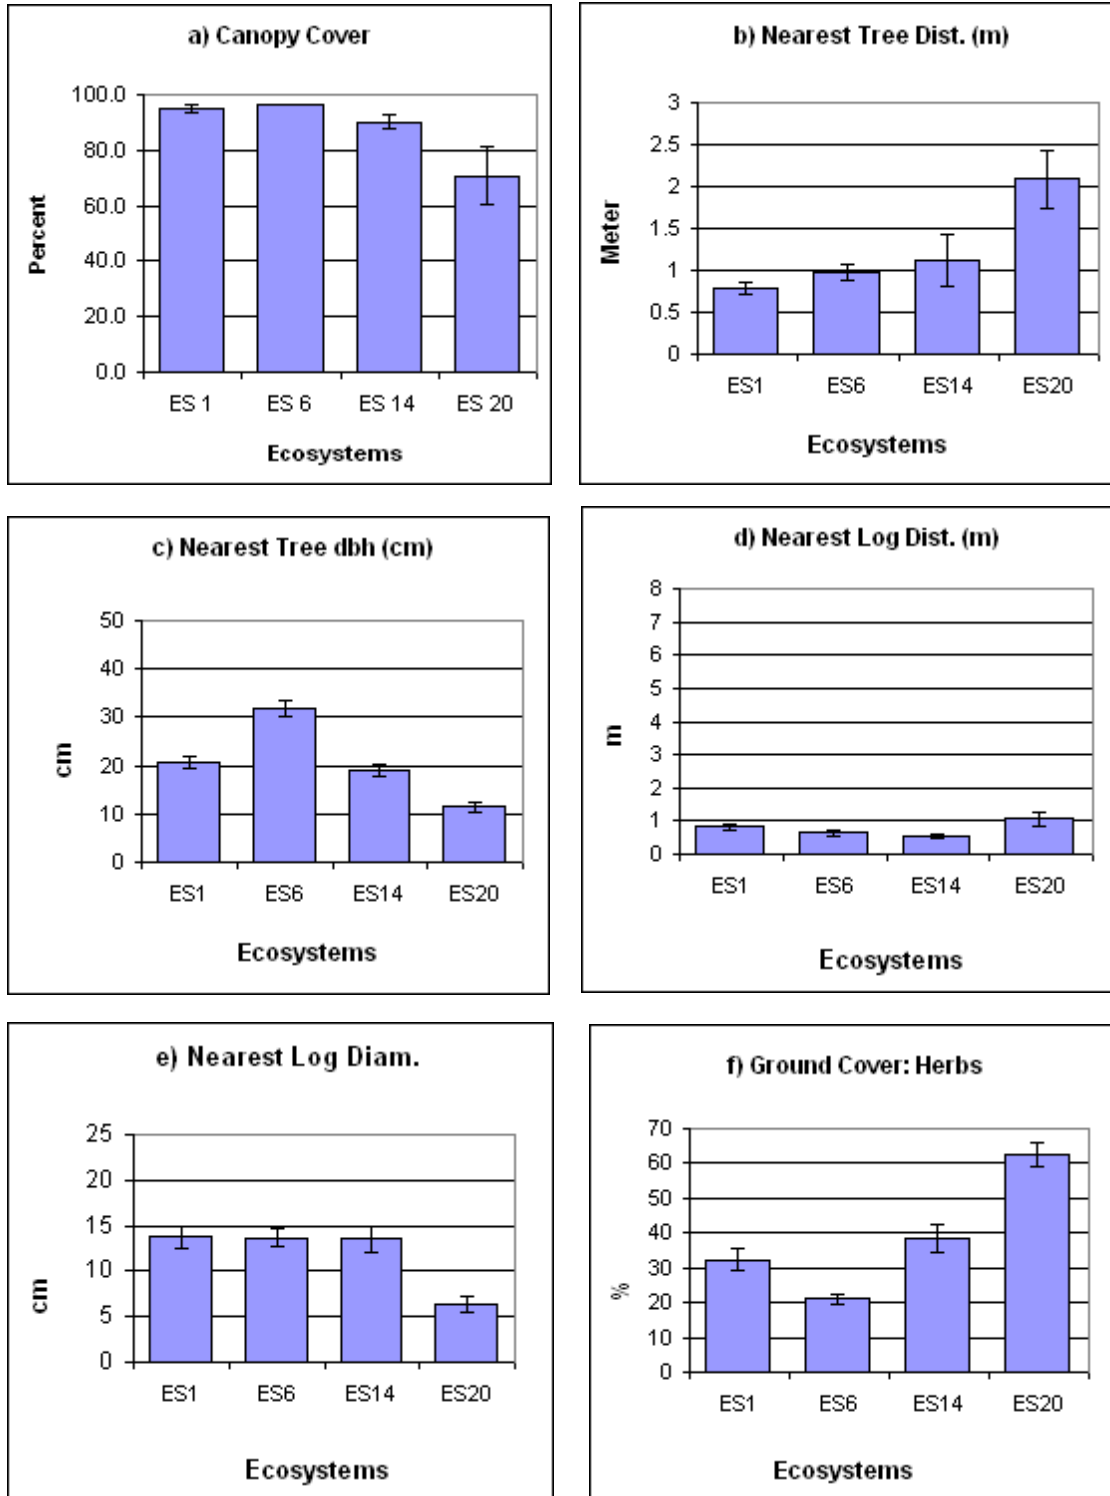 a) Canopy Cover
100.0
80.0
60.0
40.0
20.0
0.0
Percent
ES 1 ES 6 ES 14 ES 20
Ecosystems
b) Nearest Tree Dist. (m)
3
2.5
2
1.5
1
0.5
0
Meter
ES1 ES6 ES14 ES20
Ecosystems
c) Nearest Tree dbh (cm)
50
40
30
20
10
0
cm
ES1 ES6 ES14 ES20
Ecosystems
d) Nearest Log Dist. (m)
8
7
6
5
4
3
2
1
0
m
ES1 ES6 ES14 ES20
Ecosystems
e) Nearest Log Diam.
25
20
15
10
5
0
cm
ES1 ES6 ES14 ES20
Ecosystems
f) Ground Cover: Herbs
70
60
50
40
30
20
10
0
%
ES1 ES6 ES14 ES20
Ecosystems